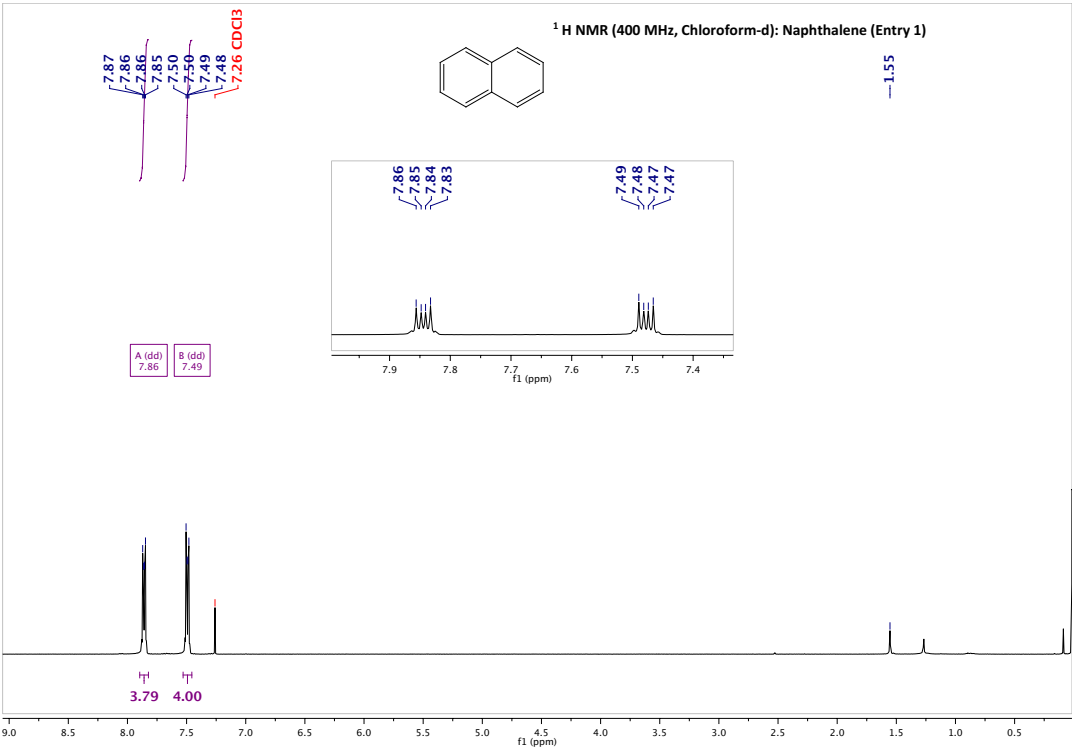 ¹ H NMR (400 MHz, Chloroform-d): Naphthalene (Entry 1)
7.87
7.86
7.86
7.85
7.50
7.50
7.49
7.48
7.26 CDCl3
1.55
7.86
7.85
7.84
7.83
7.49
7.48
7.47
7.47
7.9 7.8 7.7 7.6 7.5 7.4
f1 (ppm)
A (dd)
7.86
B (dd)
7.49
3.79 4.00
9.0 8.5 8.0 7.5 7.0 6.5 6.0 5.5 5.0 4.5 4.0 3.5 3.0 2.5 2.0 1.5 1.0 0.5
f1 (ppm)